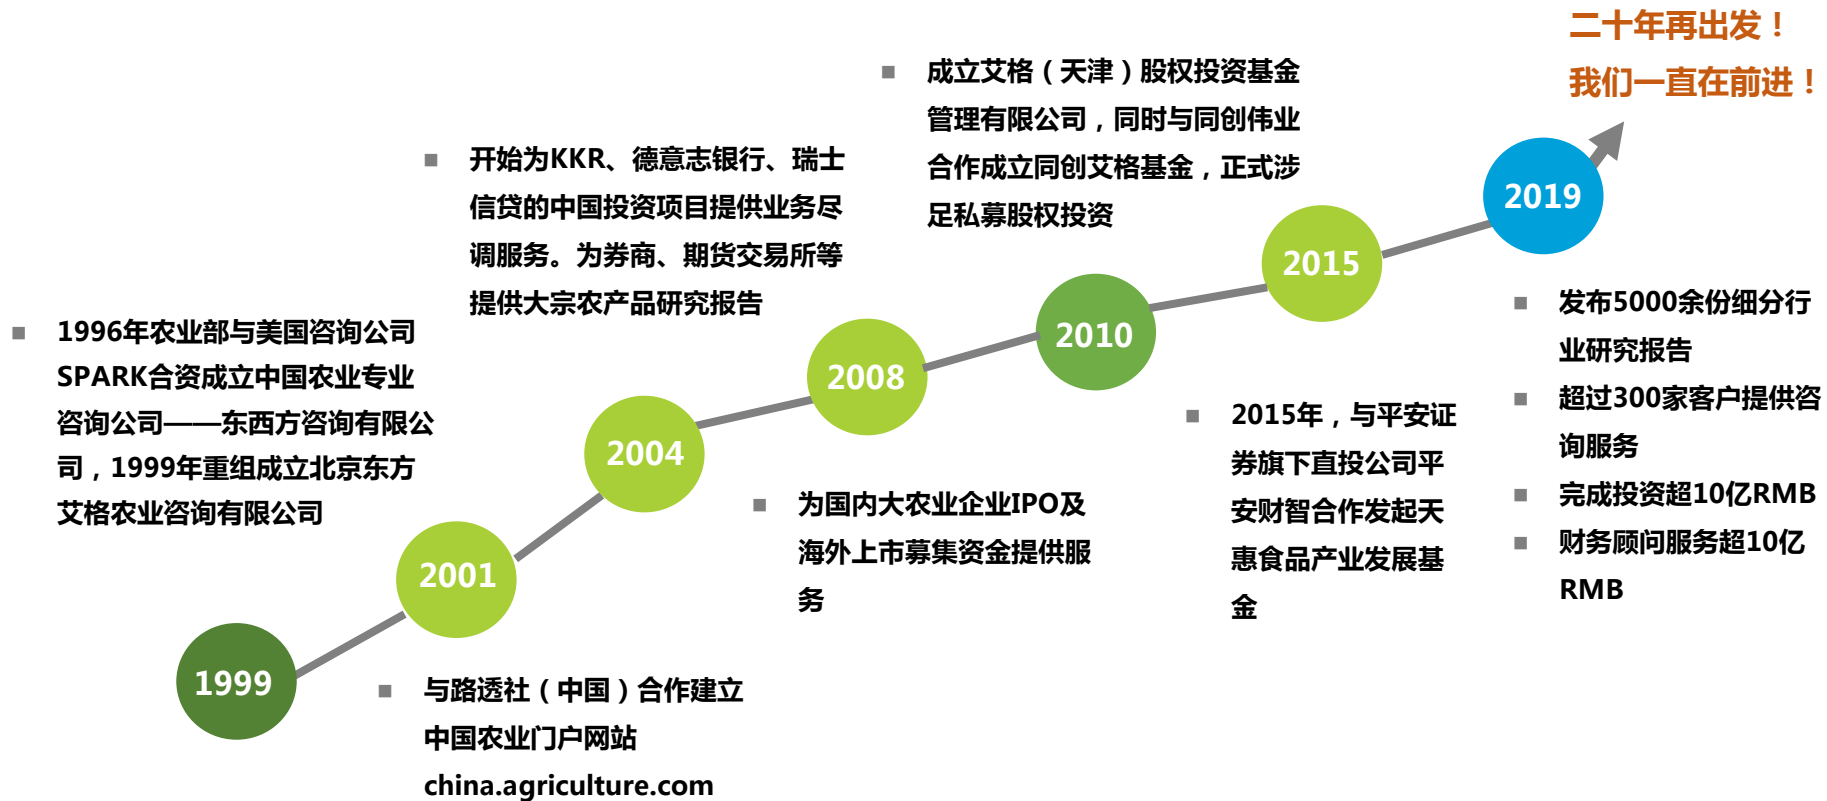 二十年再出发！
我们一直在前进！
成立艾格（天津）股权投资基金
管理有限公司，同时与同创伟业
合作成立同创艾格基金，正式涉
足私募股权投资
开始为KKR、德意志银行、瑞士
信贷的中国投资项目提供业务尽
调服务。为券商、期货交易所等
提供大宗农产品研究报告
1996年农业部与美国咨询公司
SPARK合资成立中国农业专业
咨询公司——东西方咨询有限公
司，1999年重组成立北京东方
艾格农业咨询有限公司
1999
2001
2004
2008
2010
2015
2019
与路透社（中国）合作建立
中国农业门户网站
china.agriculture.com
为国内大农业企业IPO及
海外上市募集资金提供服
务
2015年，与平安证
券旗下直投公司平
安财智合作发起天
惠食品产业发展基
金
发布5000余份细分行
业研究报告
超过300家客户提供咨
询服务
完成投资超10亿RMB
财务顾问服务超10亿
RMB